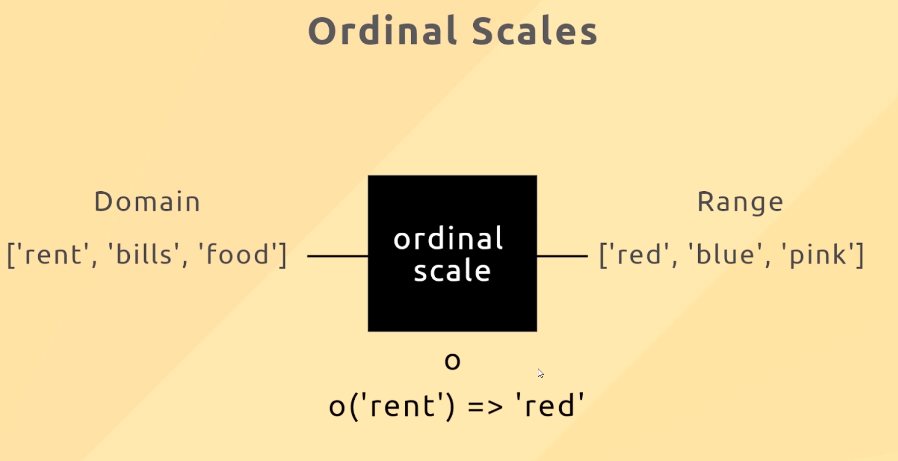 Ordinal Scales
Domain
Range
['rent', 'bills', 'food']
ordinal
scale
['red', 'blue', 'pink']
o
o('rent') => 'red'